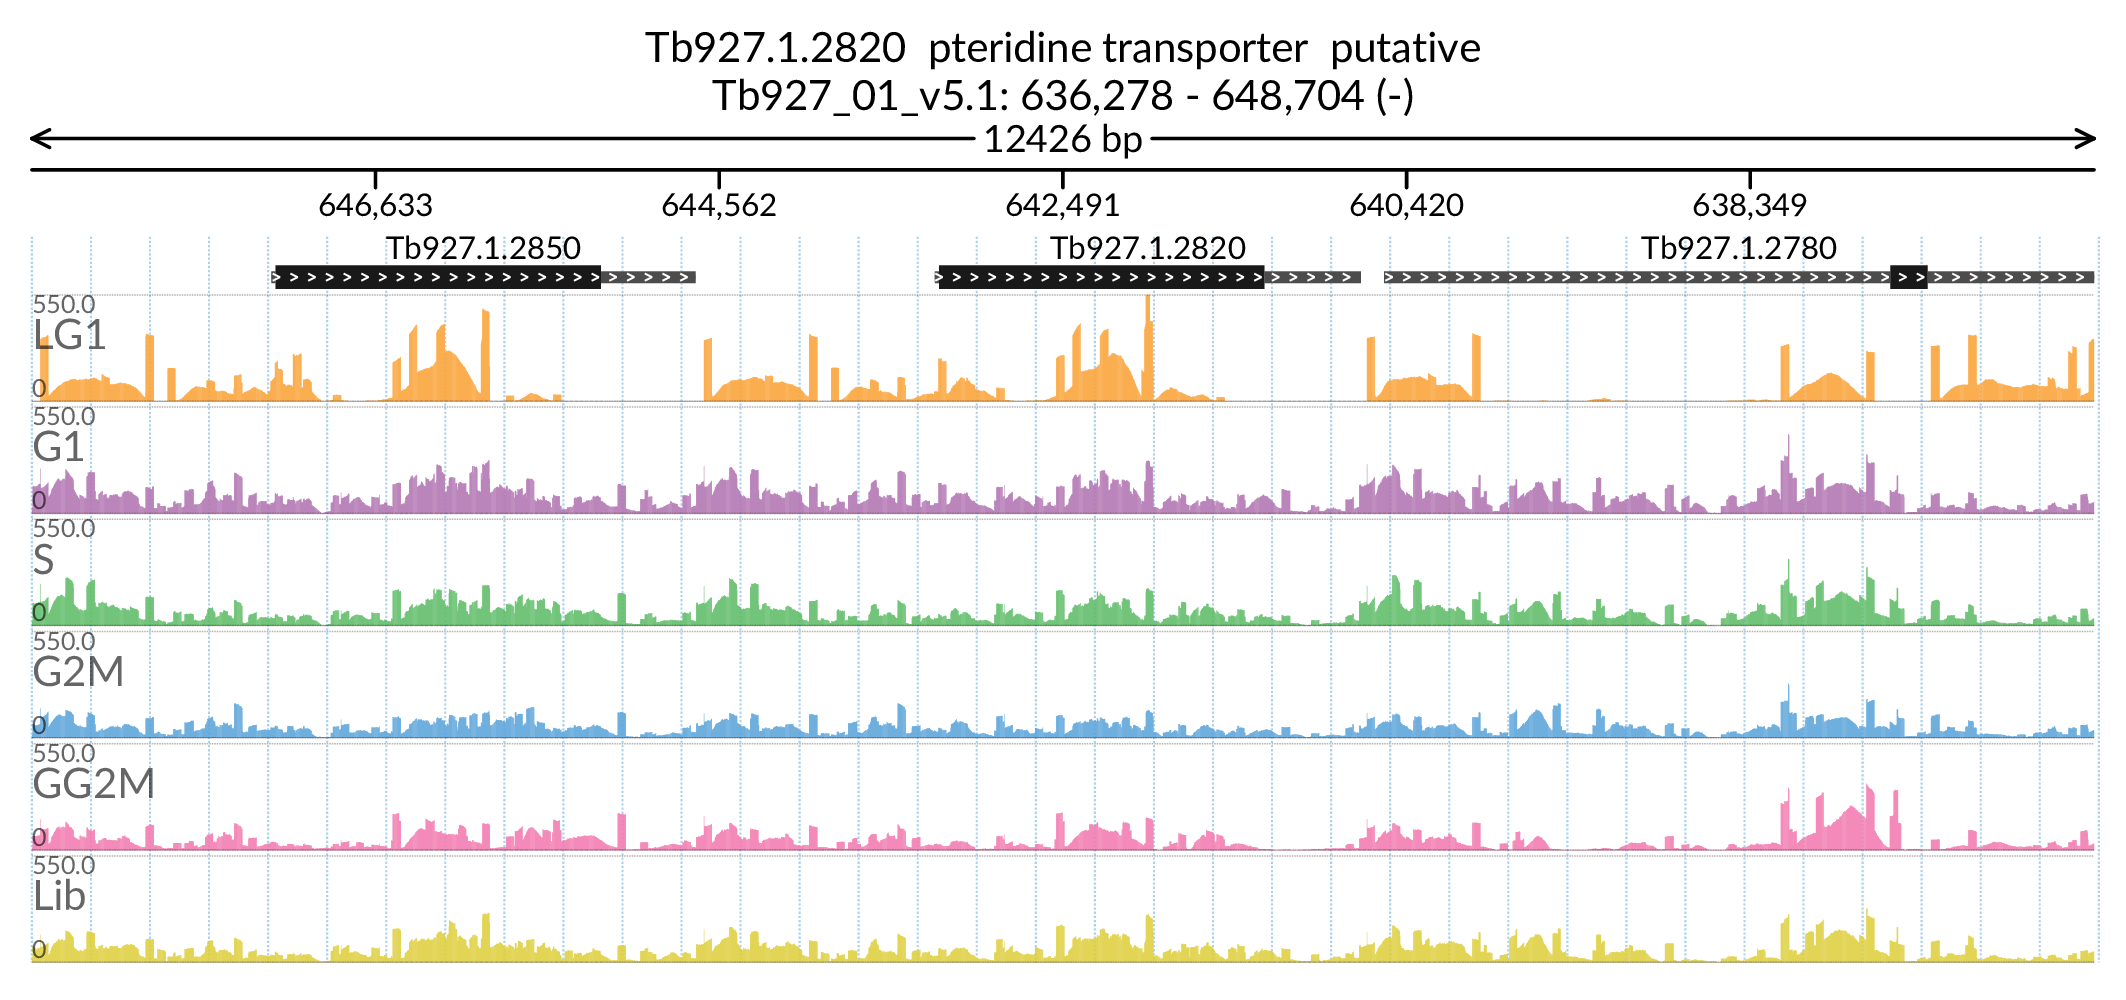 Tb927.1.2820 pteridine transporter putative
Tb927_01_v5.1: 636,278 - 648,704 (-)
12426 bp
646,633 644,562 642,491 640,420 638,349
Tb927.1.2850 Tb927.1.2820 Tb927.1.2780
550.0
LG1
0
550.0
G1
0
550.0
S
0
550.0
G2M
0
550.0
GG2M
0
550.0
Lib
0